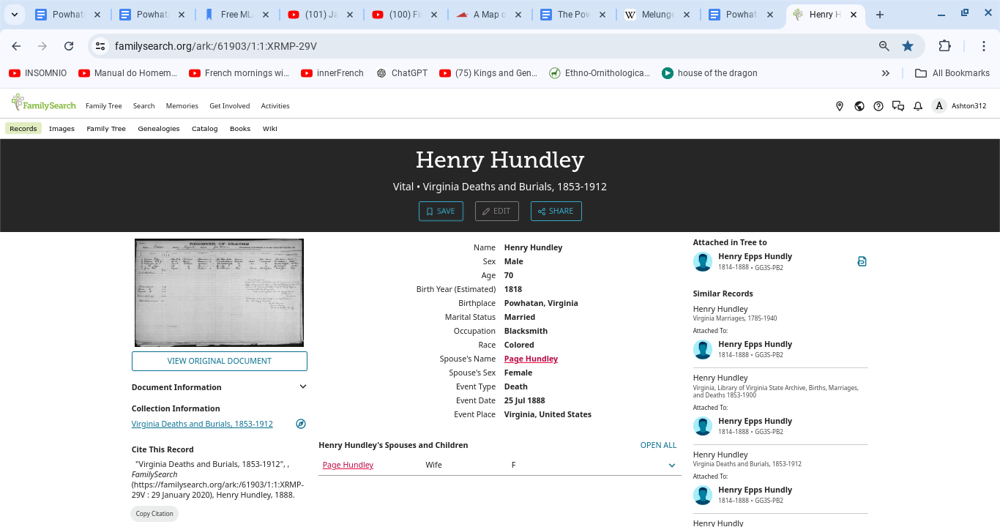 Powhat
Powhat
Free ML
(101) Ja
(100) Fi
A Map o
The Pow
Melunge
Powhat
Henry H
familysearch.org/ark:/61903/1:1:XRMP-29V
INSOMNIO
Manual do Homem...
French mornings wi...
innerFrench
ChatGPT
(75) Kings and Gen...
Ethno-Ornithologica...
house of the dragon
All Bookmarks
FamilySearch
Family Tree
Search
Memories
Get Involved
Activities
A
Ashton312
Records
Images
Family Tree
Genealogies
Catalog
Books
Wiki
Henry Hundley
Vital • Virginia Deaths and Burials, 1853-1912
SAVE
EDIT
SHARE
REGISTER OF DEATHS
VIEW ORIGINAL DOCUMENT
Document Information
Collection Information
Virginia Deaths and Burials, 1853-1912
Cite This Record
"Virginia Deaths and Burials, 1853-1912", ,
FamilySearch
(https://familysearch.org/ark:/61903/1:1:XRMP-
29V : 29 January 2020), Henry Hundley, 1888.
Copy Citation
Name Henry Hundley
Sex Male
Age 70
Birth Year (Estimated) 1818
Birthplace Powhatan, Virginia
Marital Status Married
Occupation Blacksmith
Race Colored
Spouse's Name Page Hundley
Spouse's Sex Female
Event Type Death
Event Date 25 Jul 1888
Event Place Virginia, United States
Henry Hundley's Spouses and Children
OPEN ALL
Page Hundley Wife F
Attached in Tree to
Henry Epps Hundly
1814–1888 • GG3S-PB2
Similar Records
Henry Hundley
Virginia Marriages, 1785-1940
Attached To:
Henry Epps Hundly
1814–1888 • GG3S-PB2
Henry Hundley
Virginia, Library of Virginia State Archive, Births, Marriages,
and Deaths 1853-1900
Attached To:
Henry Epps Hundly
1814–1888 • GG3S-PB2
Henry Hundley
Virginia Deaths and Burials, 1853-1912
Attached To:
Henry Epps Hundly
1814–1888 • GG3S-PB2
Henry Hundly